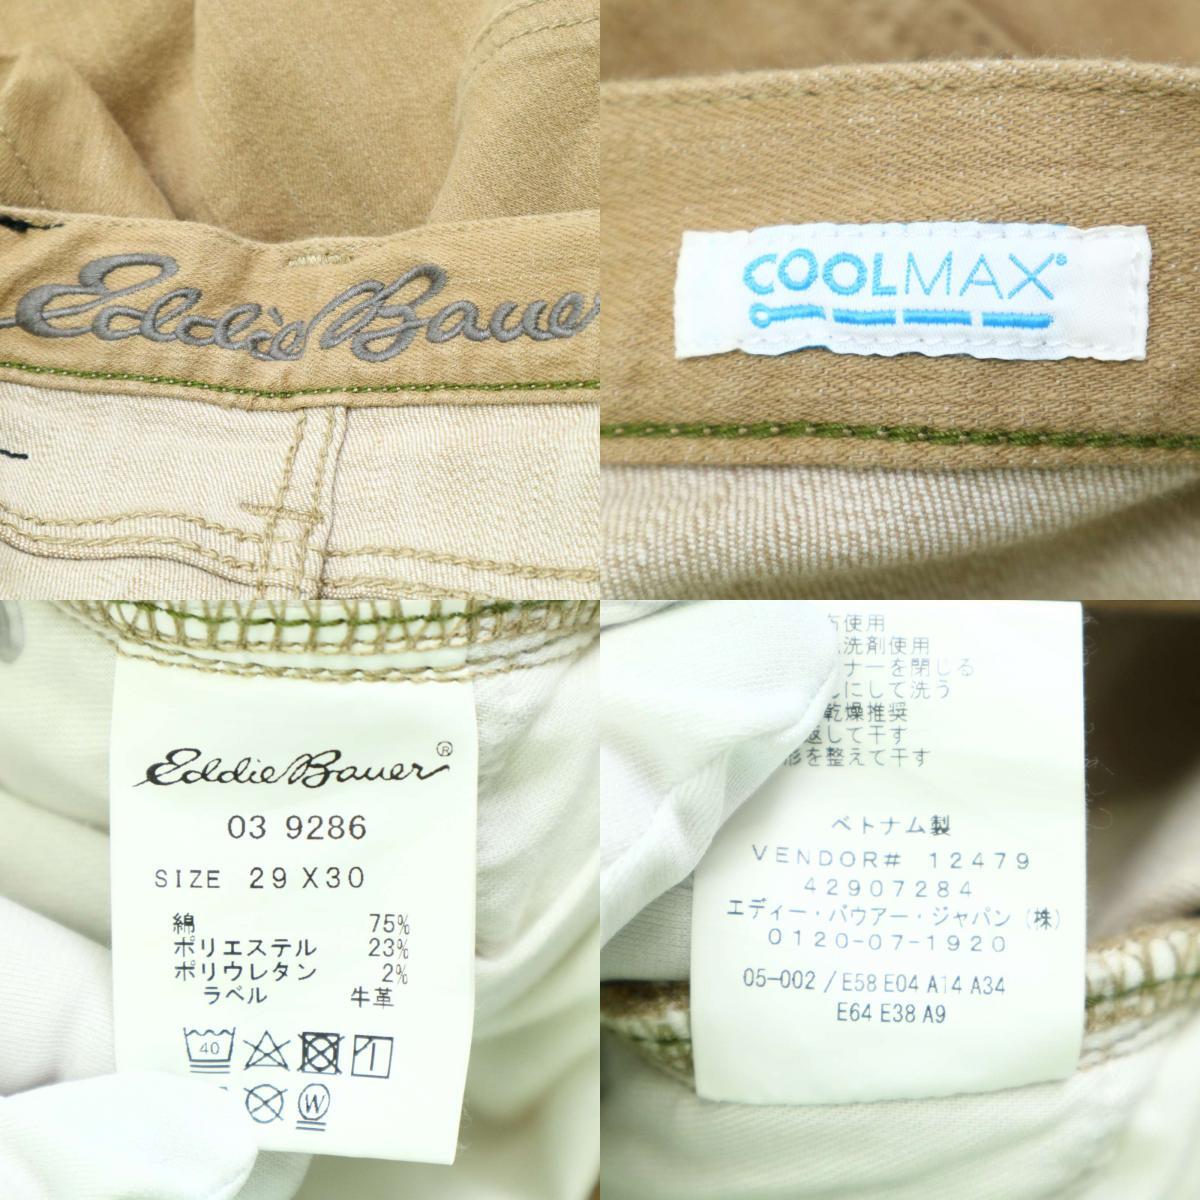 Eddie Bauer
COOLMAX®
Eddie Bauer®
03 9286
SIZE 29 X 30
綿 75%
ポリエステル 23%
ポリウレタン 2%
ラベル 牛革
40
W
使用
洗剤使用
ナーを閉じる
にして洗う
乾燥推奨
返して干す
形を整えて干す
ベトナム製
VENDOR# 12479
42907284
エディー・バウアー・ジャパン(株)
0120-07-1920
05-002 / E58 E04 A14 A34
E64 E38 A9